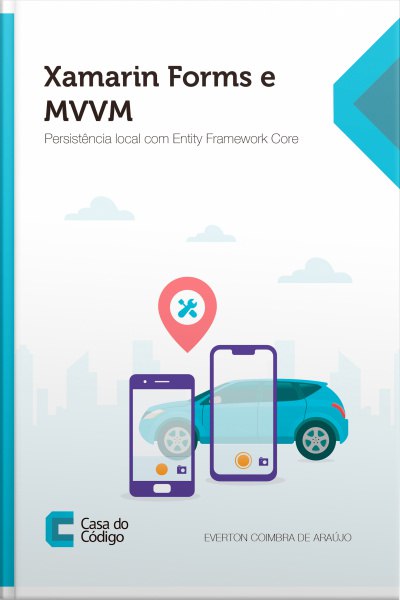 Xamarin Forms e
MVVM
Persistência local com Entity Framework Core
Casa do
Código
EVERTON COIMBRA DE ARAÚJO